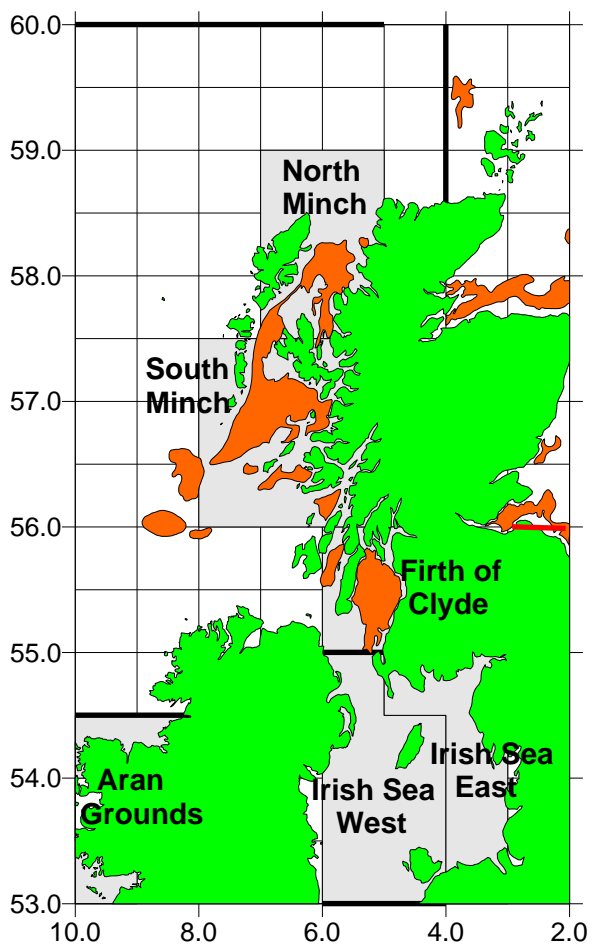 60.0
59.0
North
Minch
58.0
South
Minch
57.0
56.0
Firth of
Clyde
55.0
Irish Sea
East
54.0
Aran
Grounds
Irish Sea
West
53.0
10.0 8.0 6.0 4.0 2.0